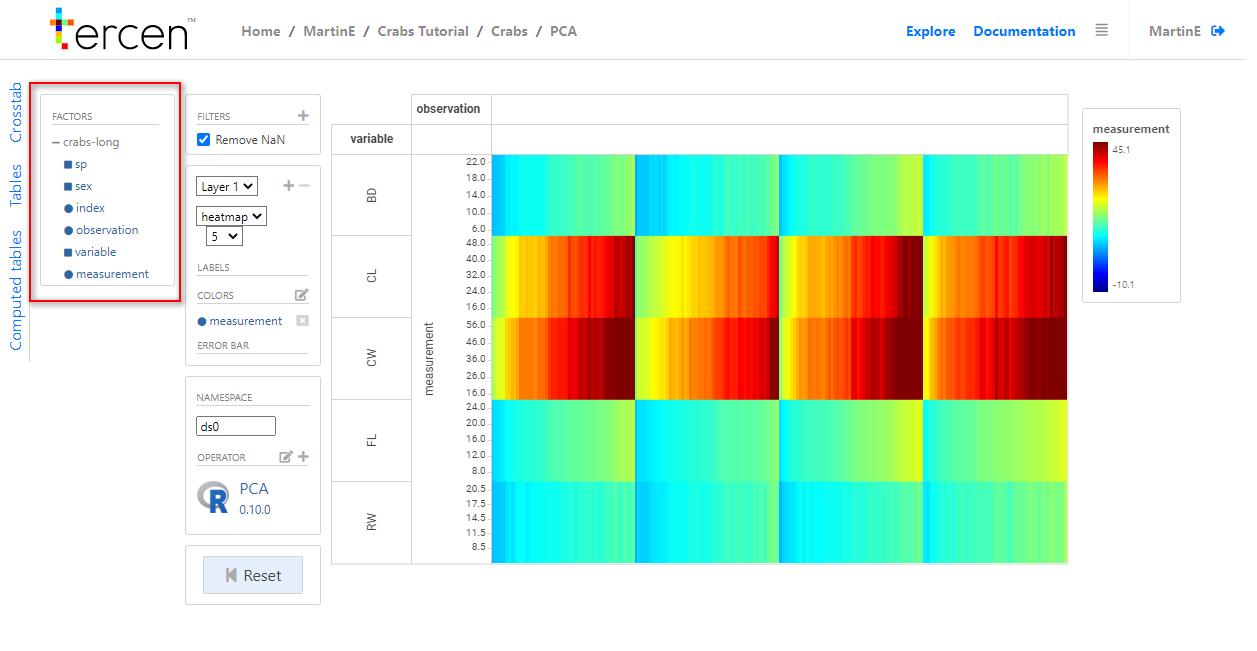 tercen™
Home / MartinE / Crabs Tutorial / Crabs / PCA
Explore Documentation MartinE
Crosstab
Tables
Computed tables
FACTORS
crabs-long
sp
sex
index
observation
variable
measurement
FILTERS
Remove NaN
Layer 1
heatmap
5
LABELS
COLORS
measurement
ERROR BAR
NAMESPACE
ds0
OPERATOR
R PCA
0.10.0
Reset
observation
variable
BD
CL
CW
FL
RW
measurement
22.0
18.0
14.0
10.0
6.0
48.0
40.0
32.0
24.0
16.0
56.0
46.0
36.0
26.0
16.0
24.0
20.0
16.0
12.0
8.0
20.5
17.5
14.5
11.5
8.5
measurement
45.1
-10.1